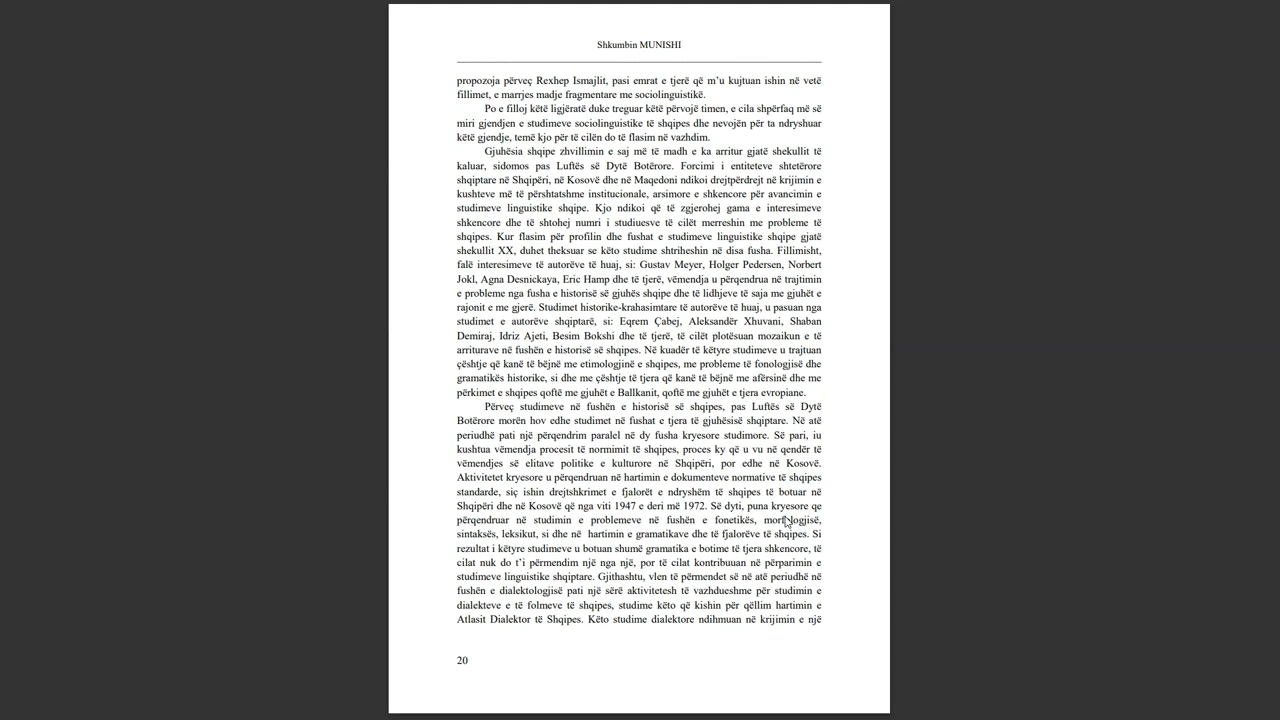 Shkumbin MUNISHI
propozoja përveç Rexhep Ismajlit, pasi emrat e tjerë që m’u kujtuan ishin në vetë
fillimet, e marrjes madje fragmentare me sociolinguistikë.
Po e filloj këtë ligjëratë duke treguar këtë përvojë timen, e cila shpërfaq më së
miri gjendjen e studimeve sociolinguistike të shqipes dhe nevojën për ta ndryshuar
këtë gjendje, temë kjo për të cilën do të flasim në vazhdim.
Gjuhësia shqipe zhvillimin e saj më të madh e ka arritur gjatë shekullit të
kaluar, sidomos pas Luftës së Dytë Botërore. Forcimi i entiteteve shtetërore
shqiptare në Shqipëri, në Kosovë dhe në Maqedoni ndikoi drejtpërdrejt në krijimin e
kushteve më të përshtatshme institucionale, arsimore e shkencore për avancimin e
studimeve linguistike shqipe. Kjo ndikoi që të zgjerohej gama e interesimeve
shkencore dhe të shtohej numri i studiuesve të cilët merreshin me probleme të
shqipes. Kur flasim për profilin dhe fushat e studimeve linguistike shqipe gjatë
shekullit XX, duhet theksuar se këto studime shtriheshin në disa fusha. Fillimisht,
falë interesimeve të autorëve të huaj, si: Gustav Meyer, Holger Pedersen, Norbert
Jokl, Agna Desnickaya, Eric Hamp dhe të tjerë, vëmendja u përqendrua në trajtimin
e probleme nga fusha e historisë së gjuhës shqipe dhe të lidhjeve të saja me gjuhët e
rajonit e me gjerë. Studimet historike-krahasimtare të autorëve të huaj, u pasuan nga
studimet e autorëve shqiptarë, si: Eqrem Çabej, Aleksandër Xhuvani, Shaban
Demiraj, Idriz Ajeti, Besim Bokshi dhe të tjerë, të cilët plotësuan mozaikun e të
arriturave në fushën e historisë së shqipes. Në kuadër të këtyre studimeve u trajtuan
çështje që kanë të bëjnë me etimologjinë e shqipes, me probleme të fonologjisë dhe
gramatikës historike, si dhe me çështje të tjera që kanë të bëjnë me afërsinë dhe me
përkimet e shqipes qoftë me gjuhët e Ballkanit, qoftë me gjuhët e tjera evropiane.
Përveç studimeve në fushën e historisë së shqipes, pas Luftës së Dytë
Botërore morën hov edhe studimet në fushat e tjera të gjuhësisë shqiptare. Në atë
periudhë pati një përqendrim paralel në dy fusha kryesore studimore. Së pari, iu
kushtua vëmendja procesit të normimit të shqipes, proces ky që u vu në qendër të
vëmendjes së elitave politike e kulturore në Shqipëri, por edhe në Kosovë.
Aktivitetet kryesore u përqendruan në hartimin e dokumenteve normative të shqipes
standarde, siç ishin drejtshkrimet e fjalorët e ndryshëm të shqipes të botuar në
Shqipëri dhe në Kosovë që nga viti 1947 e deri më 1972. Së dyti, puna kryesore qe
përqendruar në studimin e problemeve në fushën e fonetikës, morfologjisë,
sintaksës, leksikut, si dhe në hartimin e gramatikave dhe të fjalorëve të shqipes. Si
rezultat i këtyre studimeve u botuan shumë gramatika e botime të tjera shkencore, të
cilat nuk do t’i përmendim një nga një, por të cilat kontribuuan në përparimin e
studimeve linguistike shqiptare. Gjithashtu, vlen të përmendet së në atë periudhë në
fushën e dialektologjisë pati një sërë aktivitetesh të vazhdueshme për studimin e
dialekteve e të folmeve të shqipes, studime këto që kishin për qëllim hartimin e
Atlasit Dialektor të Shqipes. Këto studime dialektore ndihmuan në krijimin e një
20